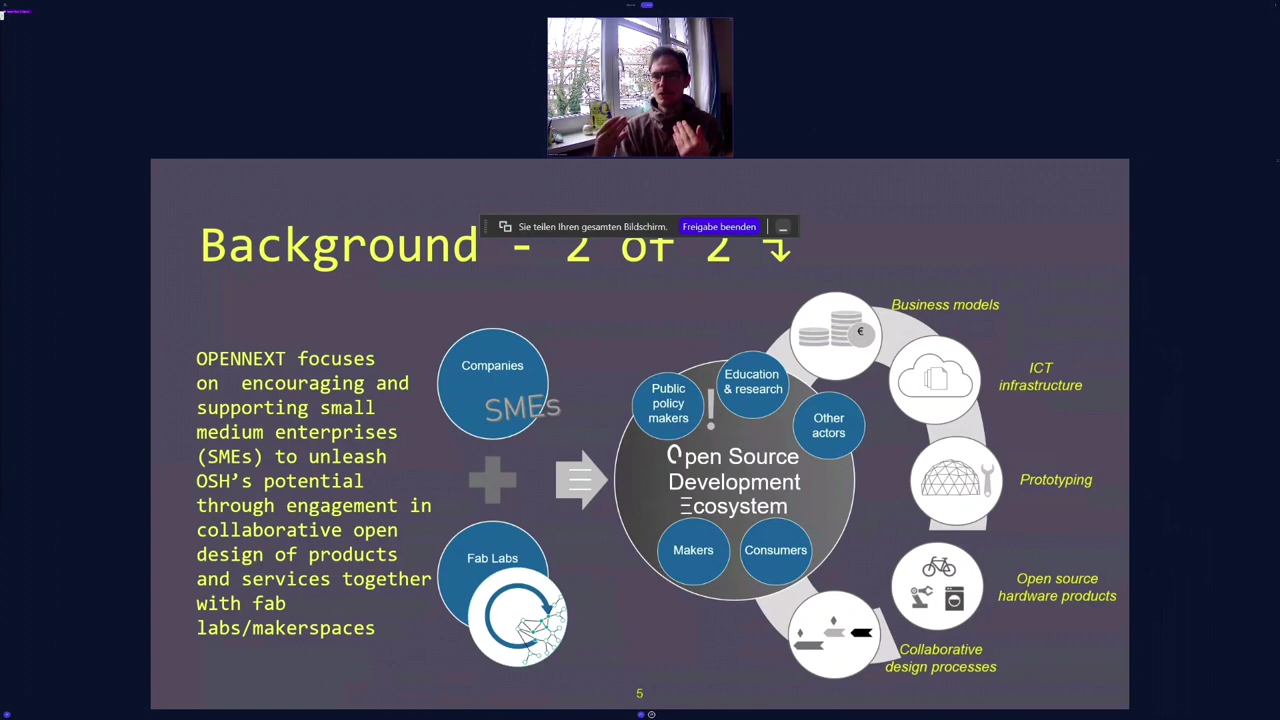 Sie teilen Ihren gesamten Bildschirm. Freigabe beenden
Background - 2 of 2
OPENNEXT focuses
on encouraging and
supporting small
medium enterprises
(SMEs) to unleash
OSH's potential
through engagement in
collaborative open
design of products
and services together
with fab
labs/makerspaces
Companies
SMEs
Fab Labs
Public
policy
makers
Education
& research
Other
actors
!
Open Source
Development
Ecosystem
Makers
Consumers
€
Business models
ICT
infrastructure
Prototyping
Open source
hardware products
Collaborative
design processes
5